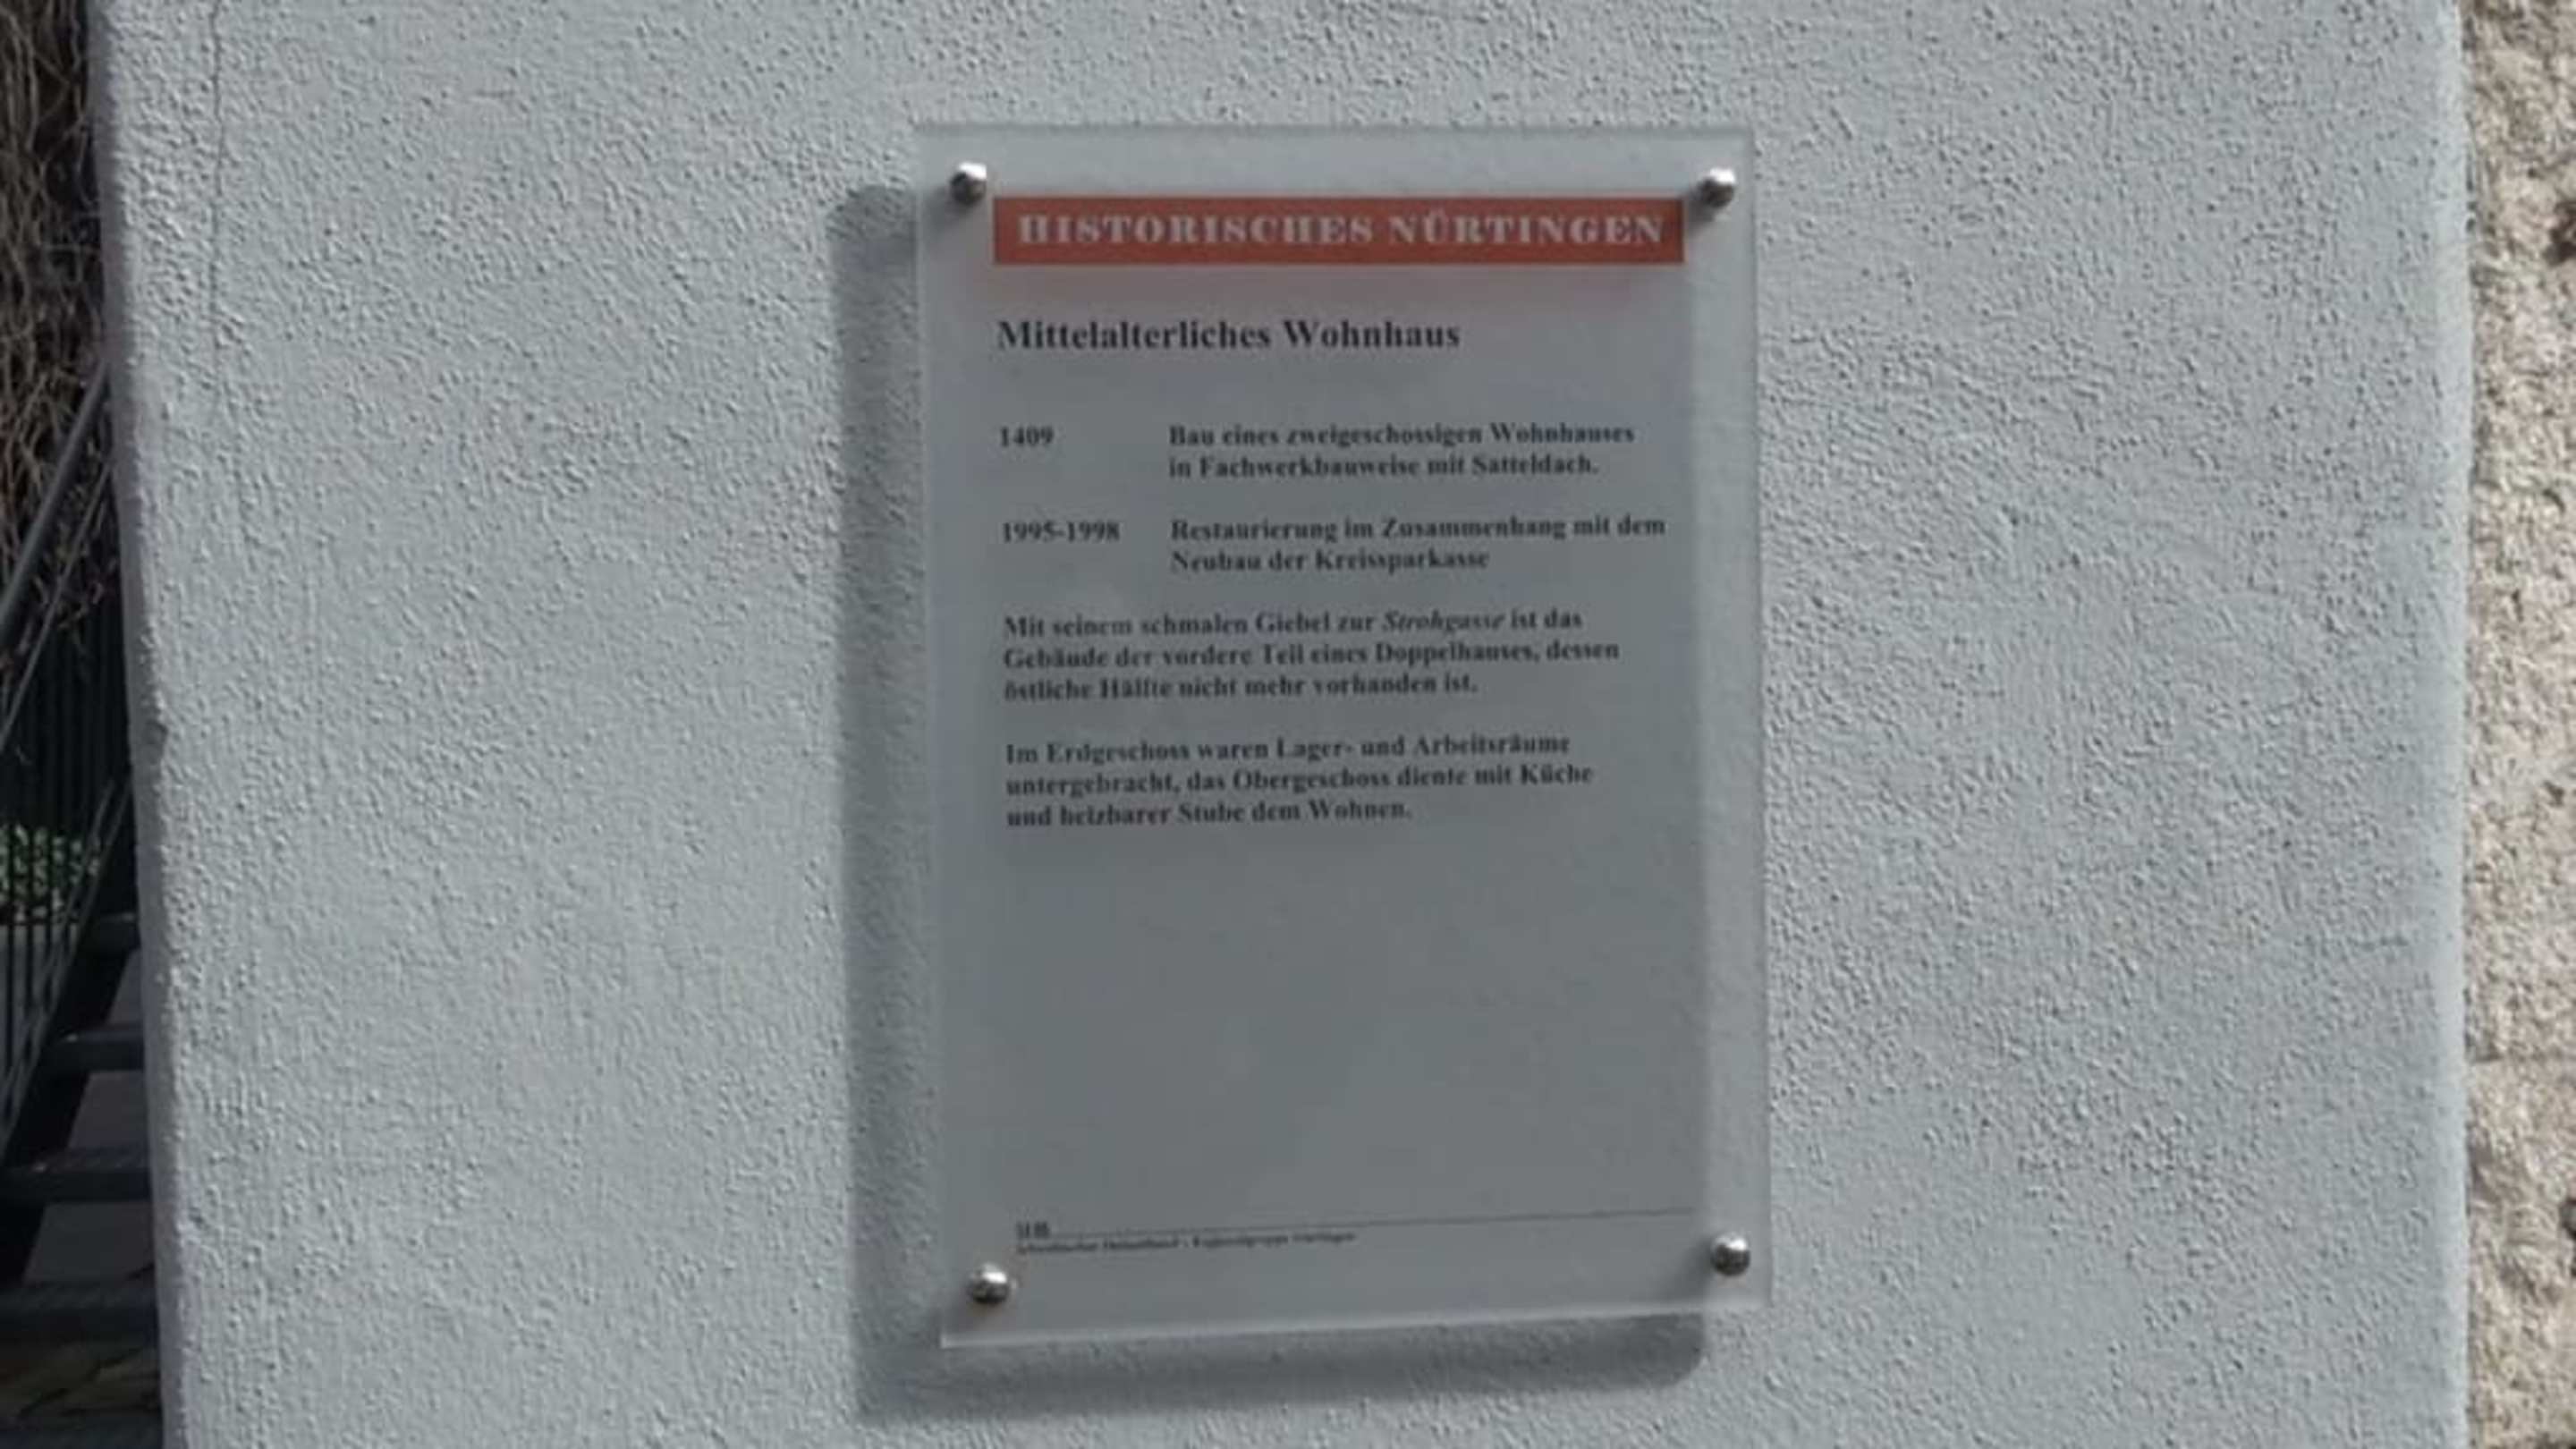 HISTORISCHES NÜRTINGEN
Mittelalterliches Wohnhaus
1409 Bau eines zweigeschossigen Wohnhauses
in Fachwerkbauweise mit Satteldach.
1995-1998 Restaurierung im Zusammenhang mit dem
Neubau der Kreissparkasse
Mit seinem schmalen Giebel zur Strohgasse ist das
Gebäude der vordere Teil eines Doppelhauses, dessen
östliche Hälfte nicht mehr vorhanden ist.
Im Erdgeschoss waren Lager- und Arbeitsräume
untergebracht, das Obergeschoss diente mit Küche
und heizbarer Stube dem Wohnen.